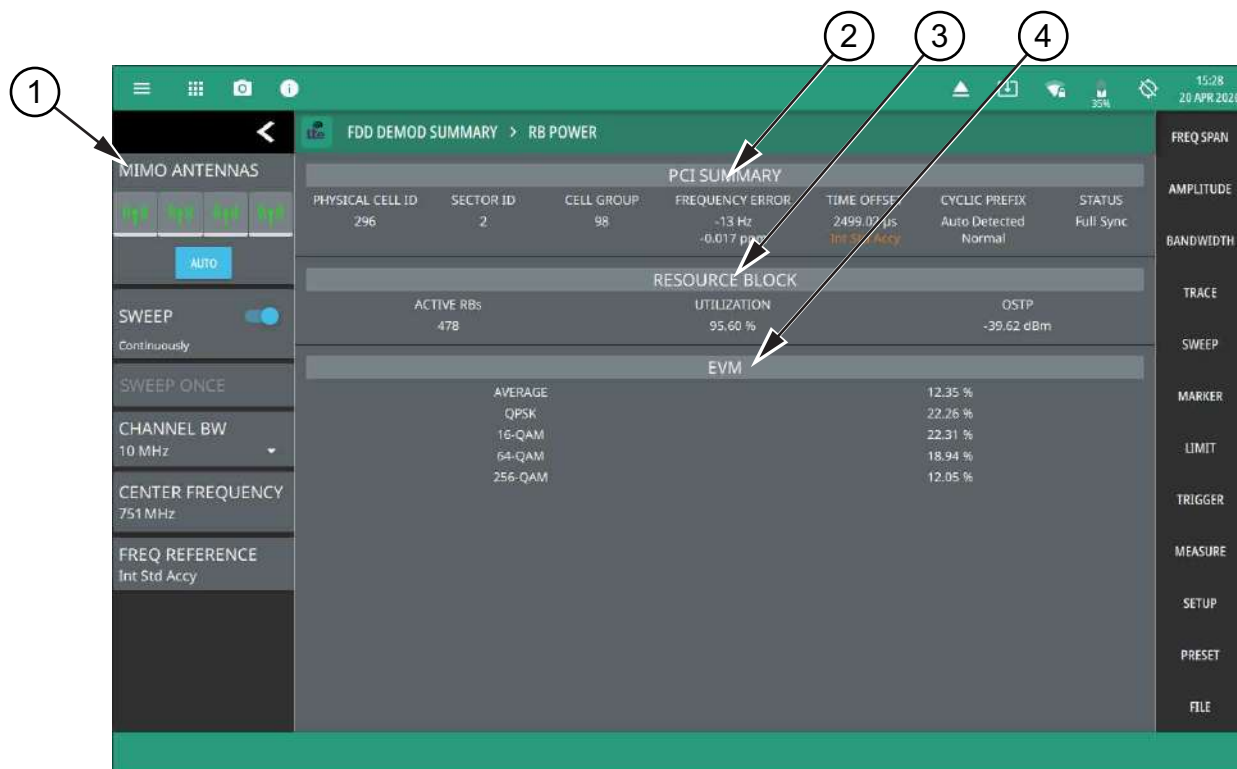 2 3 4
1
i 35% 15:28
20 APR 202
lte FDD DEMOD SUMMARY > RB POWER
FREQ SPAN
AMPLITUDE
BANDWIDTH
TRACE
SWEEP
MARKER
LIMIT
TRIGGER
MEASURE
SETUP
PRESET
FILE
MIMO ANTENNAS
AUTO
SWEEP
Continuously
SWEEP ONCE
CHANNEL BW
10 MHz
CENTER FREQUENCY
751 MHz
FREQ REFERENCE
Int Std Accy
PCI SUMMARY
PHYSICAL CELL ID SECTOR ID CELL GROUP FREQUENCY ERROR TIME OFFSET CYCLIC PREFIX STATUS
296 2 98 -13 Hz 2499.02 µs Auto Detected Full Sync
-0.017 ppm Int Std Accy Normal
RESOURCE BLOCK
ACTIVE RBs UTILIZATION OSTP
478 95.60 % -39.62 dBm
EVM
AVERAGE 12.35 %
QPSK 22.26 %
16-QAM 22.31 %
64-QAM 18.94 %
256-QAM 12.05 %